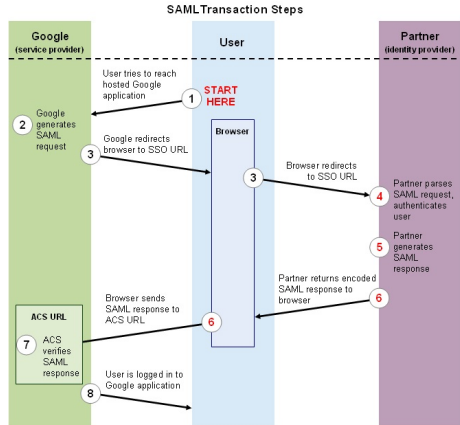 SAML Transaction Steps
Google
(service provider)
User
Partner
(identity provider)
User tries to reach
hosted Google
application
1
START
HERE
2
Google
generates
SAML
request
Google redirects
browser to SSO URL
3
Browser
3
Browser redirects
to SSO URL
4
Partner parses
SAML request,
authenticates
user
5
Partner
generates
SAML
response
Partner returns encoded
SAML response to
browser
6
Browser sends
SAML response to
ACS URL
6
ACS URL
7
ACS
verifies
SAML
response
User is logged in to
Google application
8